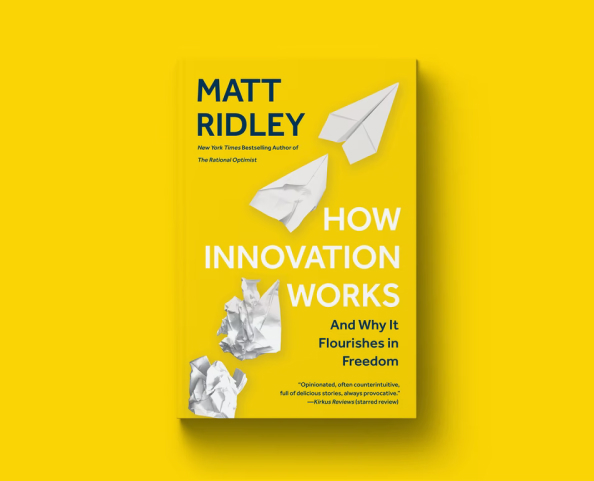 MATT
RIDLEY
New York Times Bestselling Author of
The Rational Optimist
HOW
INNOVATION
WORKS
And Why It
Flourishes in
Freedom
"Opinionated, often counterintuitive,
full of delicious stories, always provocative."
—Kirkus Reviews (starred review)